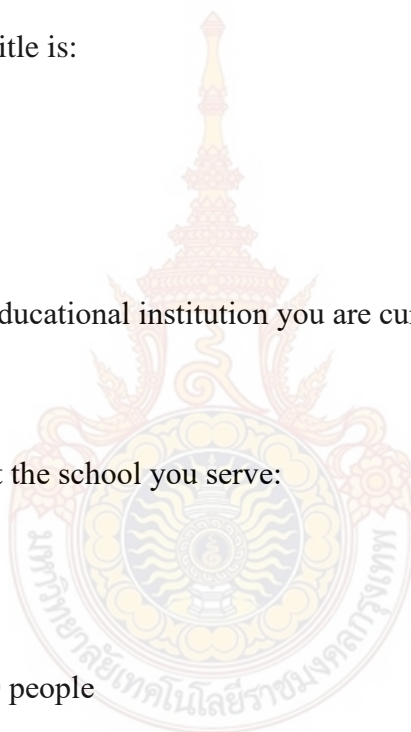 itle is:
ducational institution you are cur
t the school you serve:
people
มหาวิทยาลัยเทคโนโลยีราชมงคลกรุงเทพ